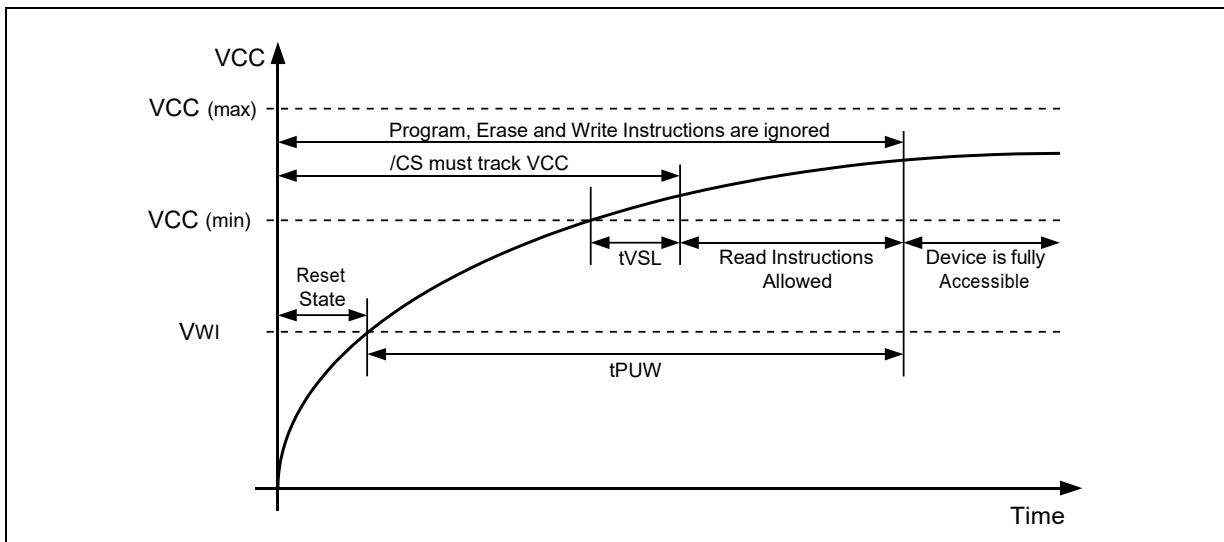 VCC
VCC (max)
Program, Erase and Write Instructions are ignored
/CS must track VCC
VCC (min)
tVSL
Read Instructions
Allowed
Device is fully
Accessible
Reset
State
VWI
tPUW
Time